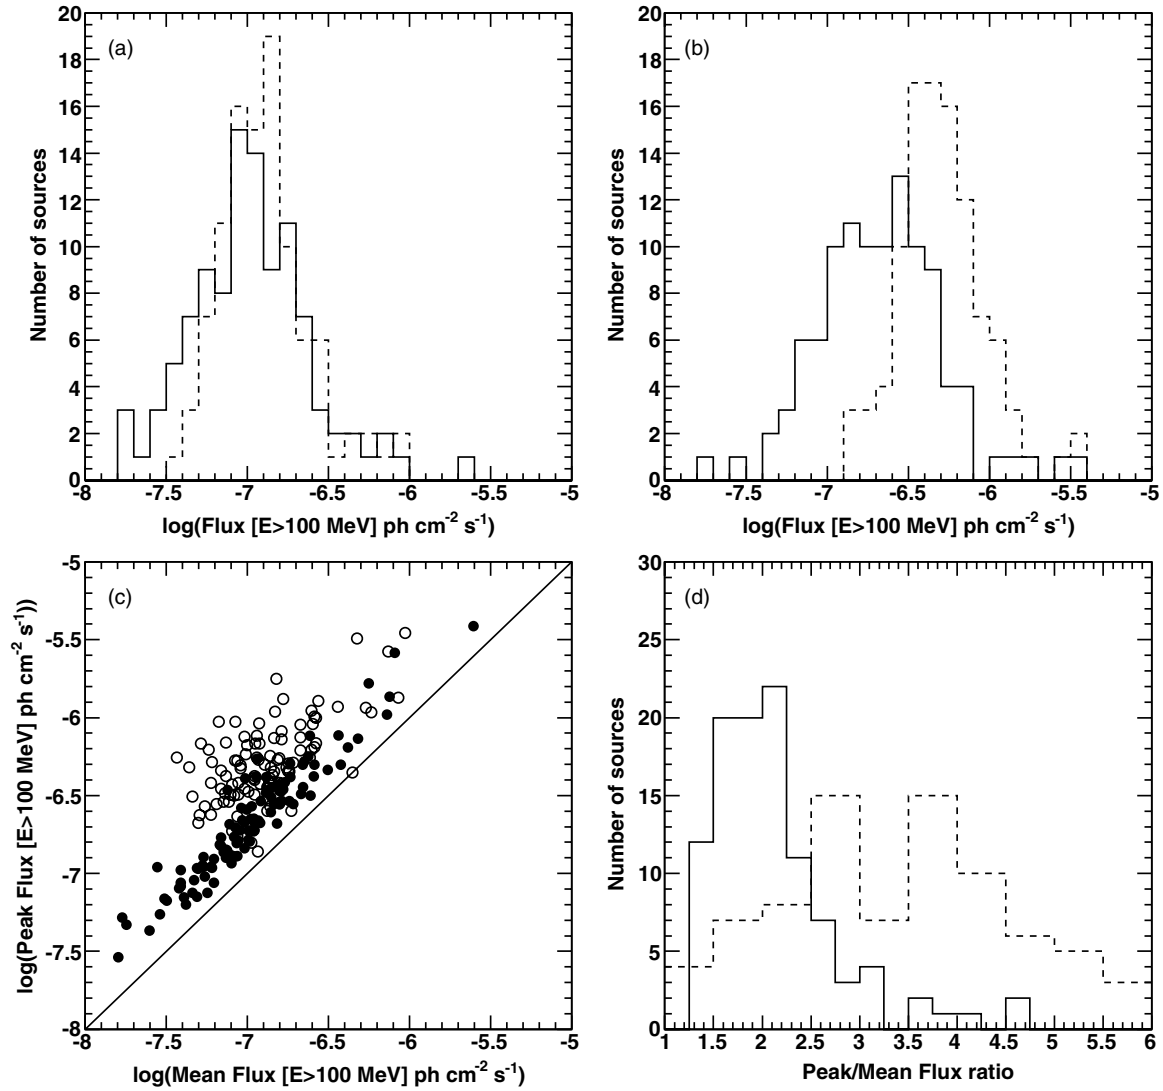 (a)
Number of sources
20
18
16
14
12
10
8
6
4
2
0
-8 -7.5 -7 -6.5 -6 -5.5 -5
log(Flux [E>100 MeV] ph cm⁻² s⁻¹)
(b)
Number of sources
20
18
16
14
12
10
8
6
4
2
0
-8 -7.5 -7 -6.5 -6 -5.5 -5
log(Flux [E>100 MeV] ph cm⁻² s⁻¹)
(c)
log(Peak Flux [E>100 MeV] ph cm⁻² s⁻¹))
-5
-5.5
-6
-6.5
-7
-7.5
-8
-8 -7.5 -7 -6.5 -6 -5.5 -5
log(Mean Flux [E>100 MeV] ph cm⁻² s⁻¹)
(d)
Number of sources
30
25
20
15
10
5
0
1 1.5 2 2.5 3 3.5 4 4.5 5 5.5 6
Peak/Mean Flux ratio